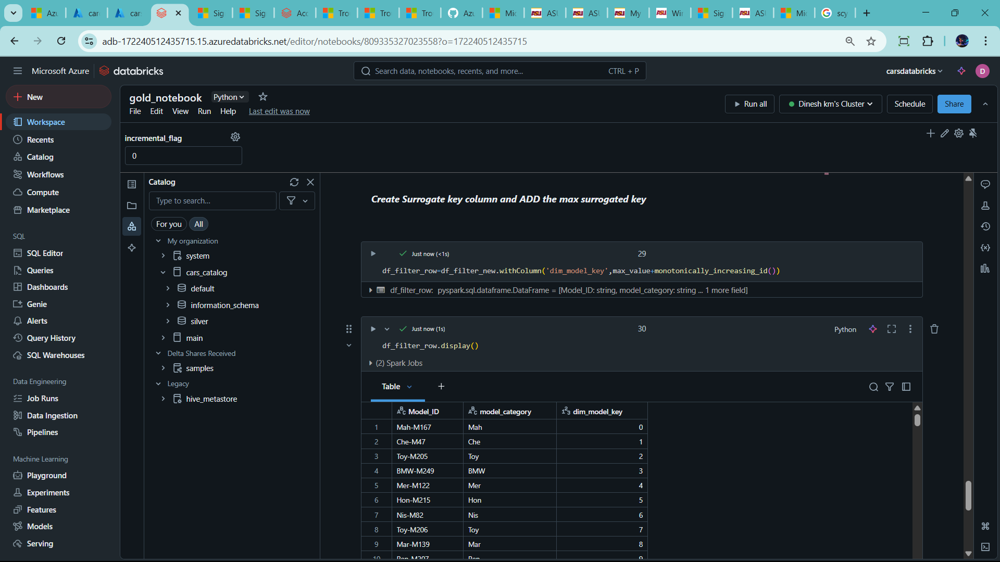 Azu
car
car
Sig
Sig
Acc
Tro
Tro
Tro
Azu
Mic
ASU
ASU
My
Win
Sig
ASU
Mic
scy
adb-172240512435715.15.azuredatabricks.net/editor/notebooks/809335327023558?o=172240512435715
Microsoft Azure
databricks
Search data, notebooks, recents, and more...
CTRL + P
carsdatabricks
D
New
Workspace
Recents
Catalog
Workflows
Compute
Marketplace
SQL
SQL Editor
Queries
Dashboards
Genie
Alerts
Query History
SQL Warehouses
Data Engineering
Job Runs
Data Ingestion
Pipelines
Machine Learning
Playground
Experiments
Features
Models
Serving
gold_notebook
Python
File Edit View Run Help Last edit was now
Run all
Dinesh km's Cluster
Schedule
Share
incremental_flag
0
Catalog
Type to search...
For you
All
My organization
system
cars_catalog
default
information_schema
silver
main
Delta Shares Received
samples
Legacy
hive_metastore
Create Surrogate key column and ADD the max surrogated key
Just now (<1s)
29
df_filter_row=df_filter_new.withColumn('dim_model_key',max_value+monotonically_increasing_id())
df_filter_row: pyspark.sql.dataframe.DataFrame = [Model_ID: string, model_category: string ... 1 more field]
Just now (1s)
30
Python
df_filter_row.display()
(2) Spark Jobs
Table
Model_ID model_category dim_model_key
1 Mah-M167 Mah 0
2 Che-M47 Che 1
3 Toy-M205 Toy 2
4 BMW-M249 BMW 3
5 Mer-M122 Mer 4
6 Hon-M215 Hon 5
7 Nis-M82 Nis 6
8 Toy-M206 Toy 7
9 Mar-M139 Mar 8